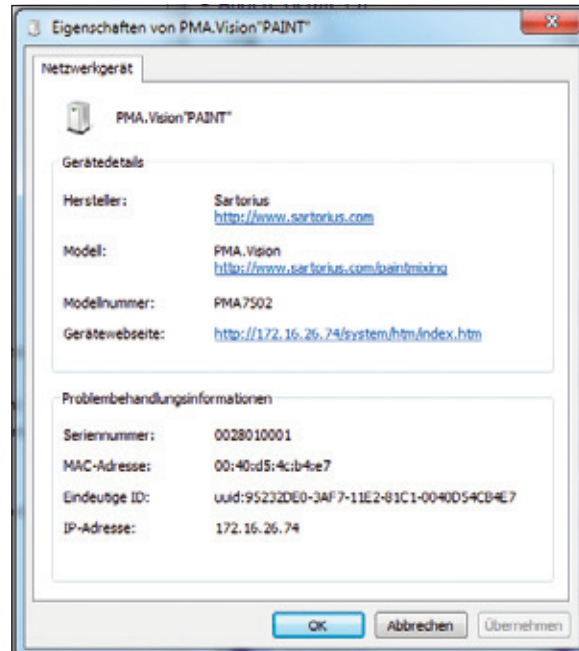 Eigenschaften von PMA.Vision"PAINT"
Netzwerkgerät
PMA.Vision"PAINT"
Gerätedetails
Hersteller: Sartorius
http://www.sartorius.com
Modell: PMA.Vision
http://www.sartorius.com/paintmixing
Modellnummer: PMA7502
Gerätewebseite: http://172.16.26.74/system/htm/index.htm
Problembehandlungsinformationen
Seriennummer: 0028010001
MAC-Adresse: 00:40:d5:4c:b4:e7
Eindeutige ID: uuid:95232DE0-3AF7-11E2-81C1-0040D54CB4E7
IP-Adresse: 172.16.26.74
OK Abbrechen Übernehmen